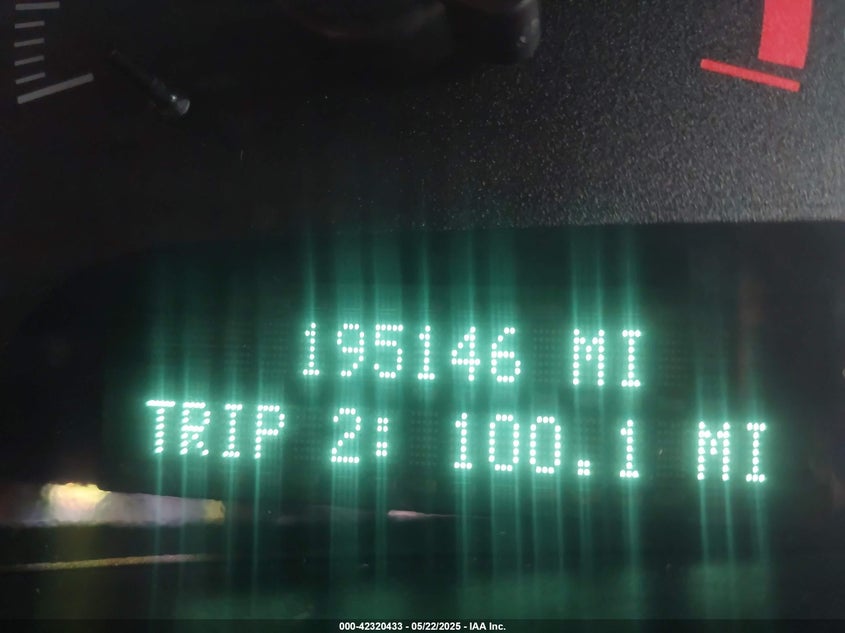 195146 MI
TRIP 2: 100.1 MI
000-42320433 - 05/22/2025 - IAA Inc.